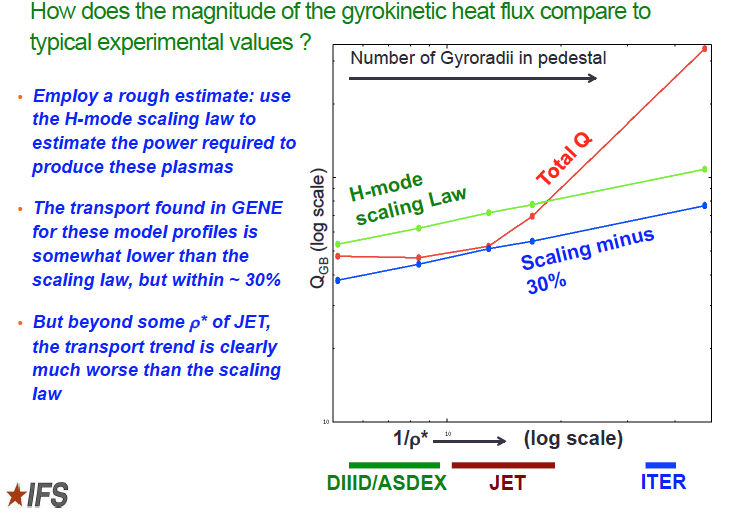 How does the magnitude of the gyrokinetic heat flux compare to
typical experimental values ?
• Employ a rough estimate: use
the H-mode scaling law to
estimate the power required to
produce these plasmas
• The transport found in GENE
for these model profiles is
somewhat lower than the
scaling law, but within ~ 30%
• But beyond some ρ* of JET,
the transport trend is clearly
much worse than the scaling
law
Number of Gyroradii in pedestal
Total Q
H-mode
scaling Law
Scaling minus
30%
QGB (log scale)
10
10
1/ρ* (log scale)
DIIID/ASDEX JET ITER
IFS